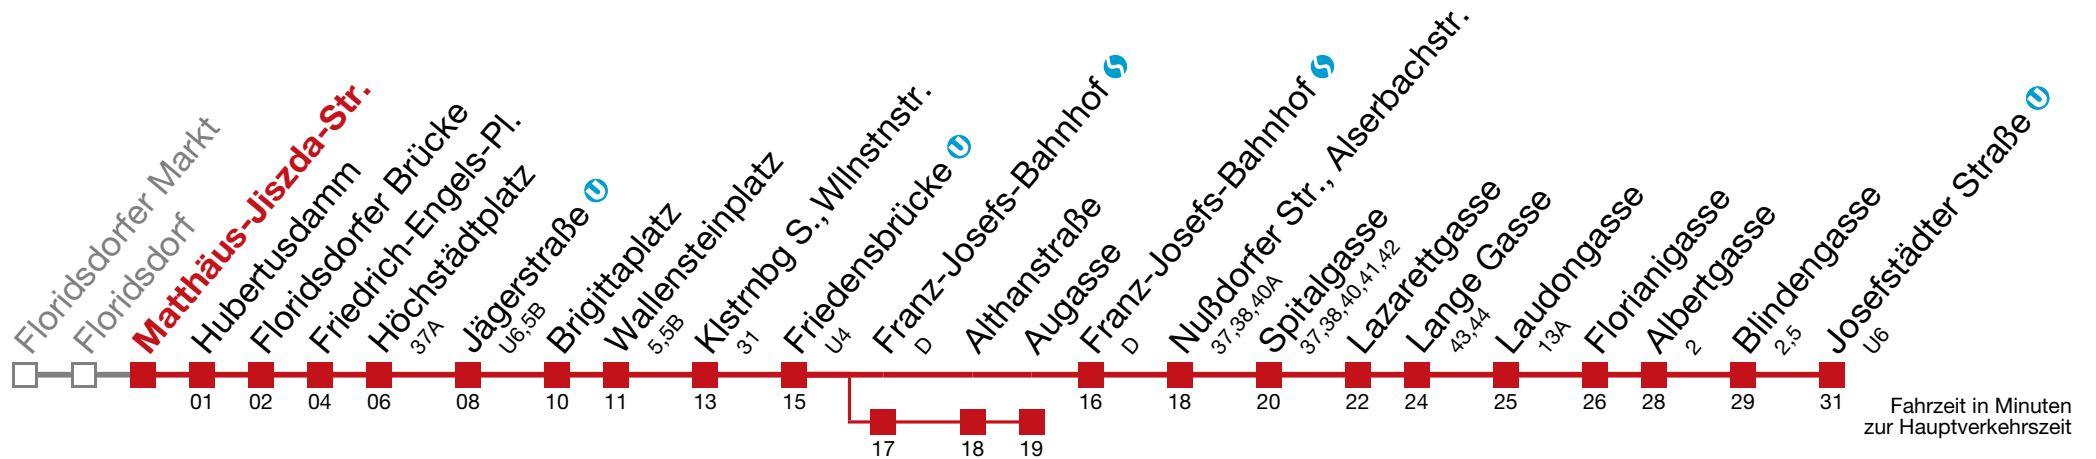 Floridsdorfer Markt
Floridsdorf
Matthäus-Jiszda-Str.
Hubertusdamm
01
Floridsdorfer Brücke
02
Friedrich-Engels-Pl.
04
Höchstädtplatz
37A
06
Jägerstraße U
U6,5B
08
Brigittaplatz
10
Wallensteinplatz
5,5B
11
Klstrnbg S., Wllnstnstr.
31
13
Friedensbrücke U
U4
15
Franz-Josefs-Bahnhof S
D
17
Althanstraße
18
Augasse
19
Franz-Josefs-Bahnhof S
D
16
Nußdorfer Str., Alserbachstr.
37,38,40A
18
Spitalgasse
37,38,40,41,42
20
Lazarettgasse
22
Lange Gasse
43,44
24
Laudongasse
13A
25
Florianigasse
26
Albertgasse
2
28
Blindengasse
2,5
29
Josefstädter Straße U
U6
31
Fahrzeit in Minuten
zur Hauptverkehrszeit